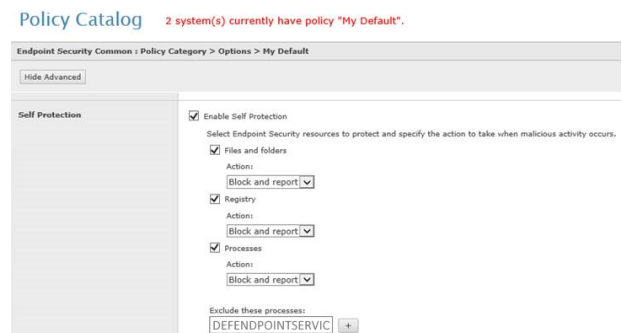 Policy Catalog 2 system(s) currently have policy "My Default".
Endpoint Security Common : Policy Category > Options > My Default
Hide Advanced
Self Protection
Enable Self Protection
Select Endpoint Security resources to protect and specify the action to take when malicious activity occurs.
Files and folders
Action:
Block and report
Registry
Action:
Block and report
Processes
Action:
Block and report
Exclude these processes:
DEFENDPOINTSERVIC +